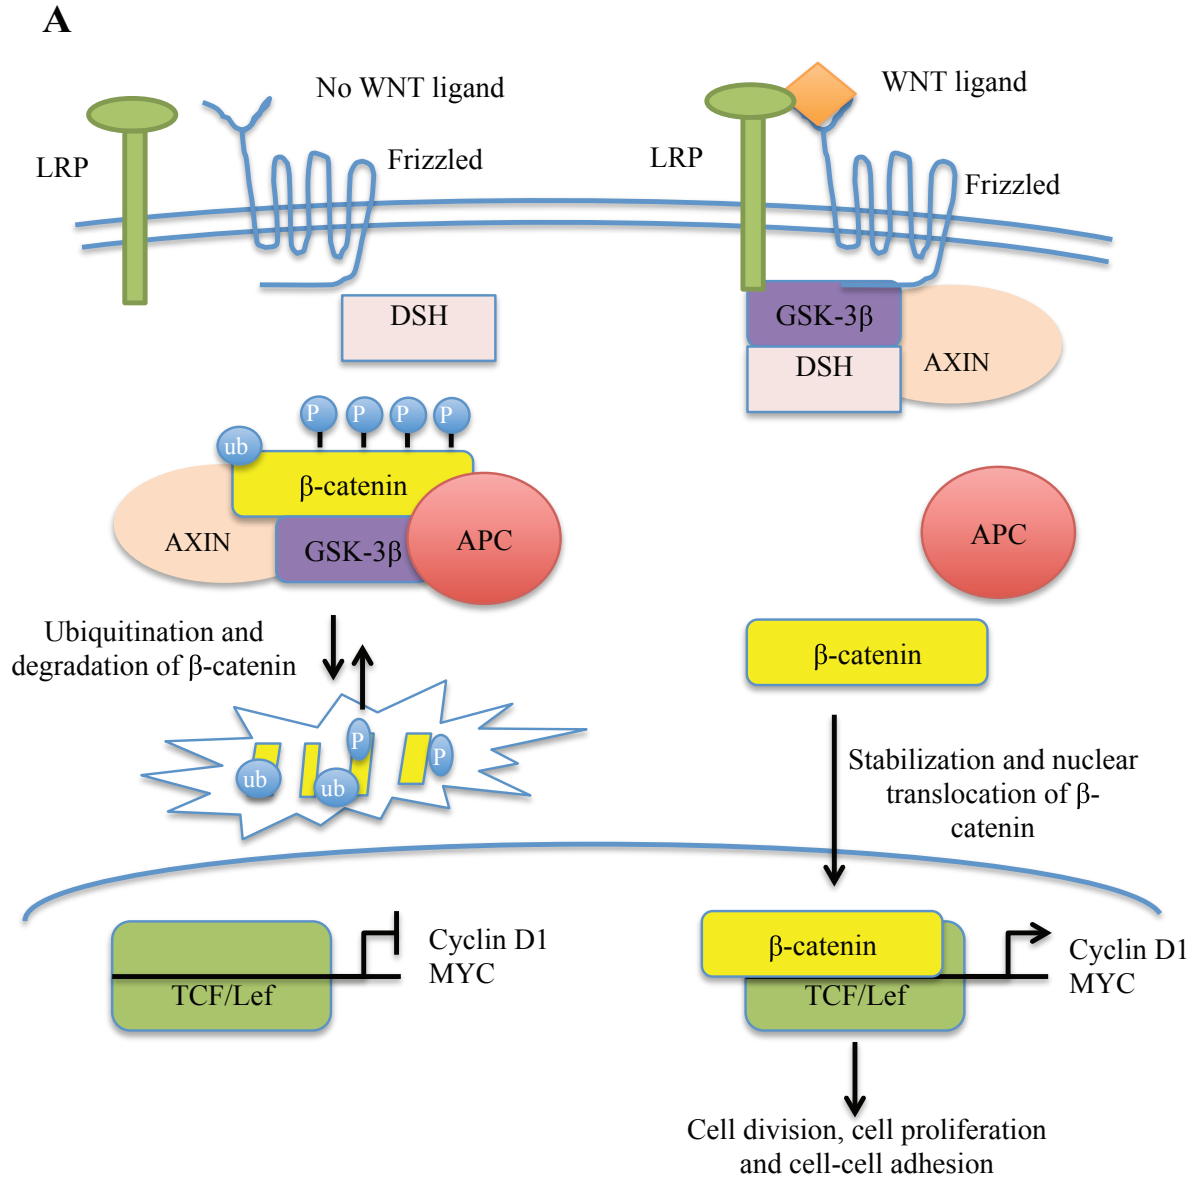 A
No WNT ligand
LRP
Frizzled
DSH
P P P P
ub
β-catenin
AXIN
GSK-3β
APC
Ubiquitination and
degradation of β-catenin
P
P
ub
ub
TCF/Lef
Cyclin D1
MYC
WNT ligand
LRP
Frizzled
GSK-3β
DSH
AXIN
APC
β-catenin
Stabilization and nuclear
translocation of β-
catenin
β-catenin
TCF/Lef
Cyclin D1
MYC
Cell division, cell proliferation
and cell-cell adhesion